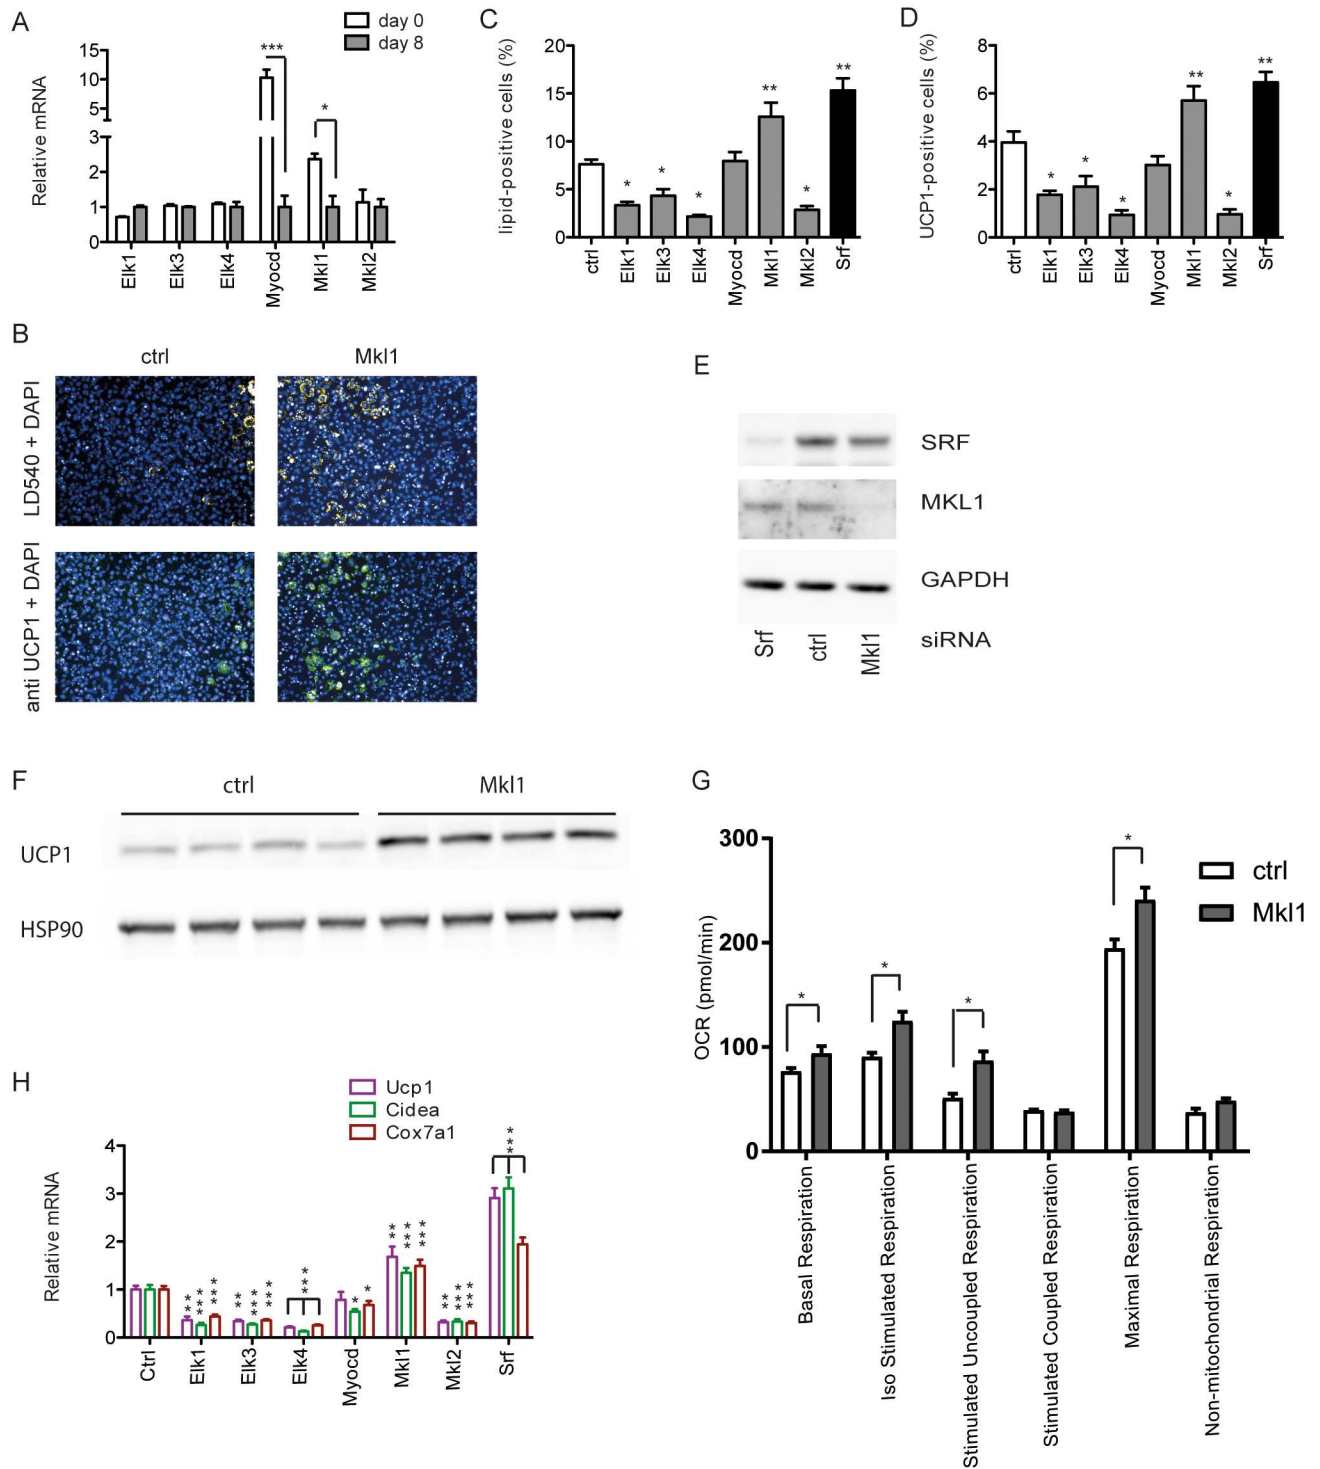 A
day 0
day 8
Relative mRNA
15
10
5
3
2
1
0
***
*
Elk1
Elk3
Elk4
Myocd
Mkl1
Mkl2
C
lipid-positive cells (%)
20
15
10
5
0
*
*
*
**
*
**
ctrl
Elk1
Elk3
Elk4
Myocd
Mkl1
Mkl2
Srf
D
UCP1-positive cells (%)
8
6
4
2
0
*
*
*
**
*
**
ctrl
Elk1
Elk3
Elk4
Myocd
Mkl1
Mkl2
Srf
B
ctrl
Mkl1
LD540 + DAPI
anti UCP1 + DAPI
E
SRF
MKL1
GAPDH
Srf
ctrl
Mkl1
siRNA
F
ctrl
Mkl1
UCP1
HSP90
G
OCR (pmol/min)
300
200
100
0
*
*
*
*
ctrl
Mkl1
Basal Respiration
Iso Stimulated Respiration
Stimulated Uncoupled Respiration
Stimulated Coupled Respiration
Maximal Respiration
Non-mitochondrial Respiration
H
Ucp1
Cidea
Cox7a1
Relative mRNA
4
3
2
1
0
**
***
***
**
***
***
***
*
*
**
***
***
**
***
***
***
Ctrl
Elk1
Elk3
Elk4
Myocd
Mkl1
Mkl2
Srf